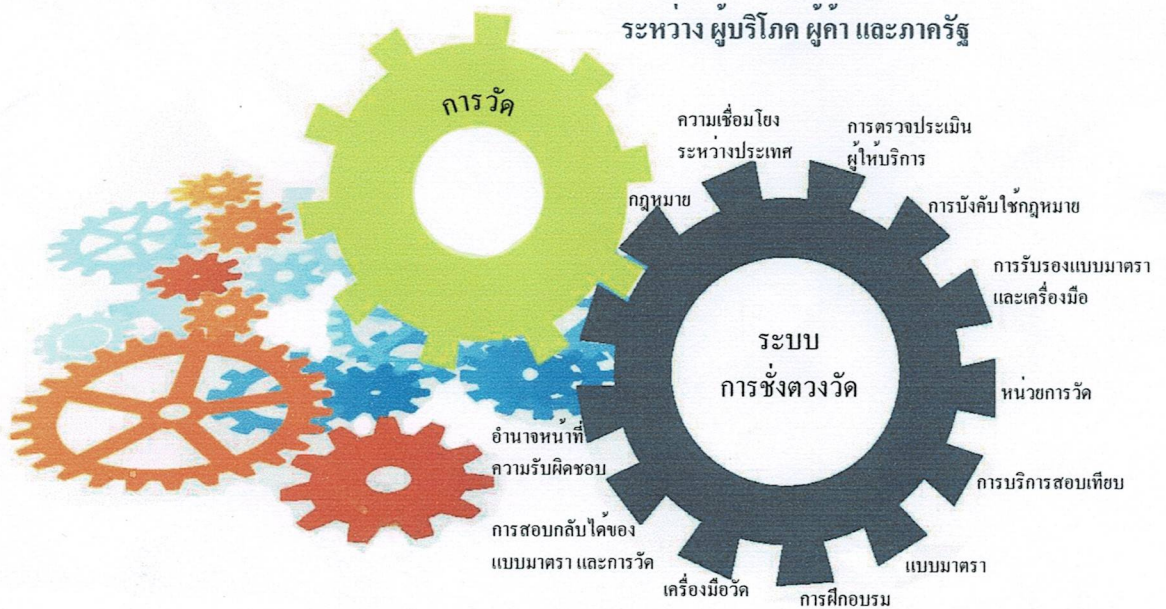 ระหว่าง ผู้บริโภค ผู้ค้า และภาครัฐ
การวัด
ความเชื่อมโยง
ระหว่างประเทศ
การตรวจประเมิน
ผู้ให้บริการ
กฎหมาย
การบังคับใช้กฎหมาย
การรับรองแบบมาตรา
และเครื่องมือ
ระบบ
การชั่งตวงวัด
หน่วยการวัด
อำนาจหน้าที่
ความรับผิดชอบ
การบริการสอบเทียบ
การสอบกลับได้ของ
แบบมาตรา และการวัด
แบบมาตรา
เครื่องมือวัด
การฝึกอบรม